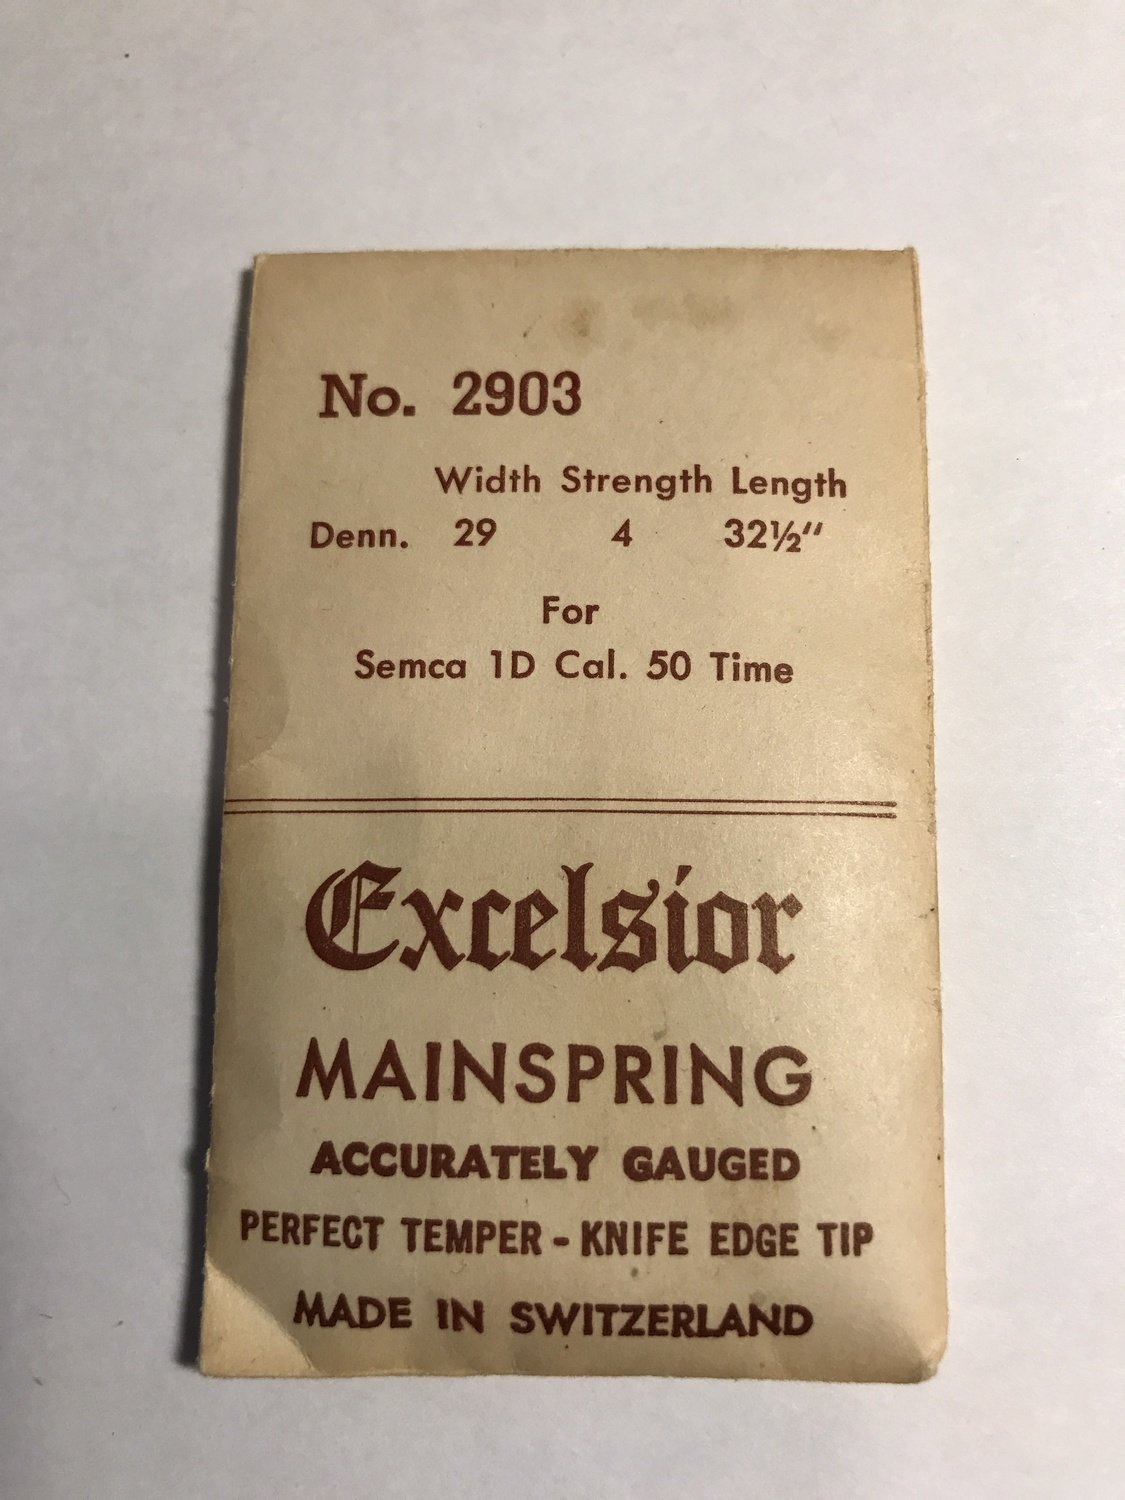 No. 2903
Width Strength Length
Denn. 29 4 32½"
For
Semca 1D Cal. 50 Time
Excelsior
MAINSPRING
ACCURATELY GAUGED
PERFECT TEMPER - KNIFE EDGE TIP
MADE IN SWITZERLAND